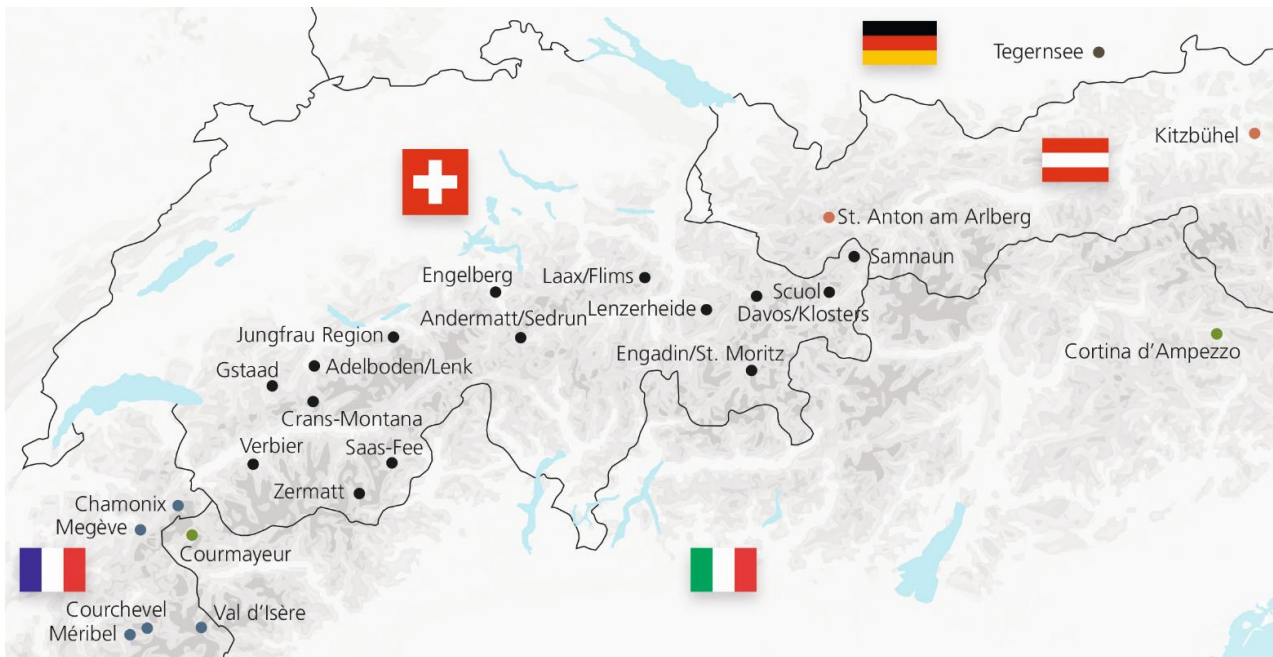 Tegernsee
Kitzbühel
St. Anton am Arlberg
Samnaun
Engelberg
Laax/Flims
Scuol
Lenzerheide
Davos/Klosters
Andermatt/Sedrun
Jungfrau Region
Cortina d’Ampezzo
Engadin/St. Moritz
Adelboden/Lenk
Gstaad
Crans-Montana
Verbier
Saas-Fee
Zermatt
Chamonix
Megève
Courmayeur
Courchevel
Val d’Isère
Méribel